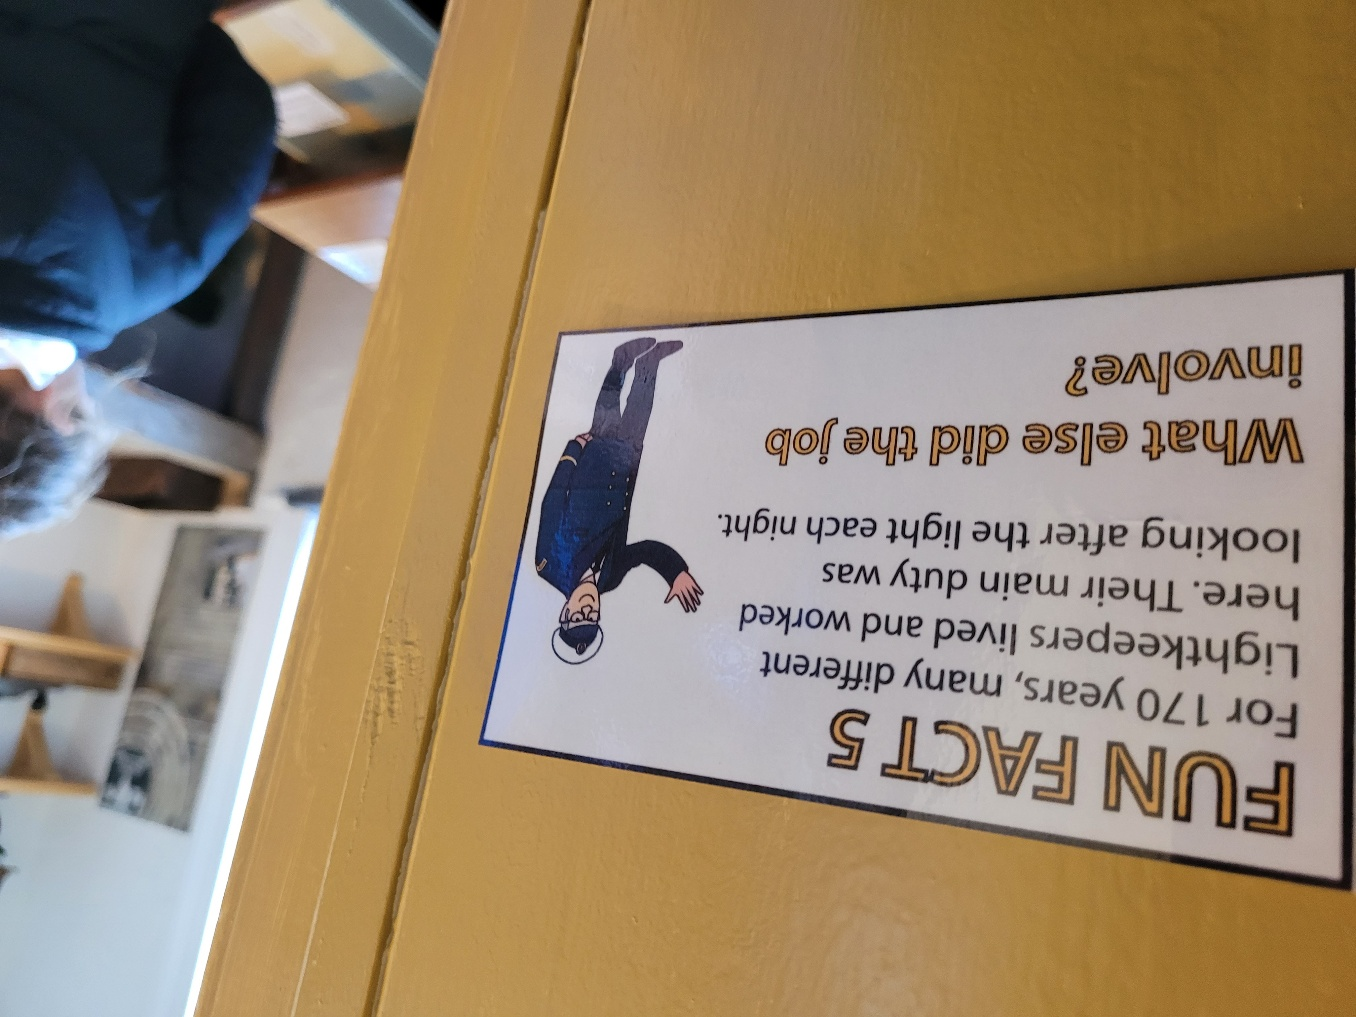 FUN FACT 5
For 170 years, many different
Lightkeepers lived and worked
here. Their main duty was
looking after the light each night.
What else did the job
involve?